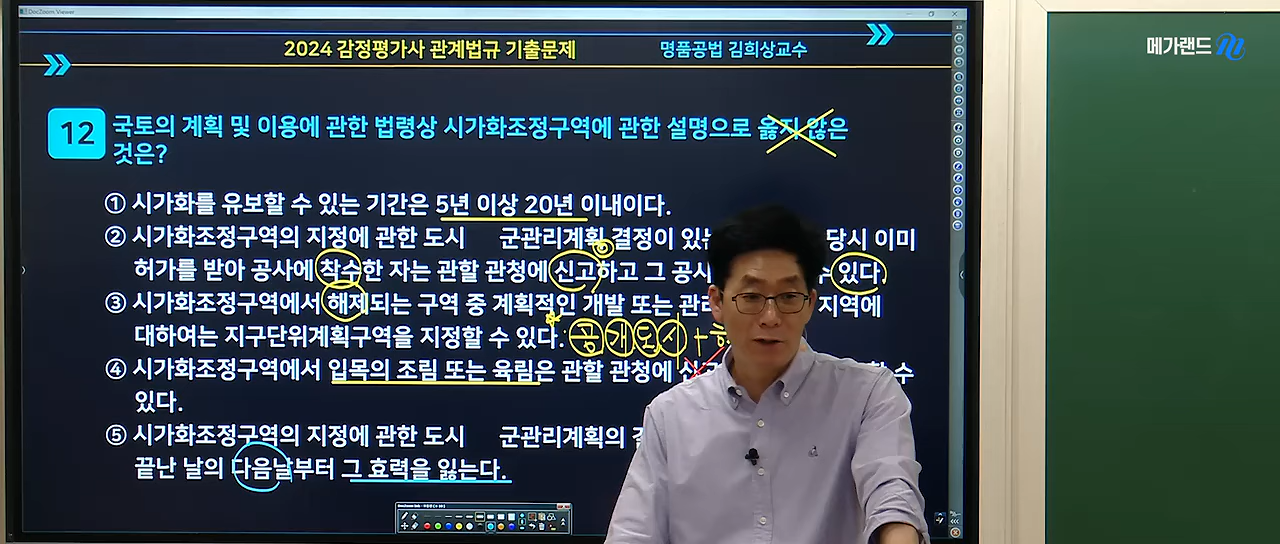 DocZoom Viewer
2024 감정평가사 관계법규 기출문제 명품공법 김희상교수
메가랜드
12 국토의 계획 및 이용에 관한 법령상 시가화조정구역에 관한 설명으로 옳지 않은
것은?
① 시가화를 유보할 수 있는 기간은 5년 이상 20년 이내이다.
② 시가화조정구역의 지정에 관한 도시 군관리계획 결정이 있는 당시 이미
허가를 받아 공사에 착수한 자는 관할 관청에 신고하고 그 공사 있다.
③ 시가화조정구역에서 해제되는 구역 중 계획적인 개발 또는 관리 지역에
대하여는 지구단위계획구역을 지정할 수 있다. 공개도시 +
④ 시가화조정구역에서 입목의 조림 또는 육림은 관할 관청에 수
있다.
⑤ 시가화조정구역의 지정에 관한 도시 군관리계획의
끝난 날의 다음날부터 그 효력을 잃는다.